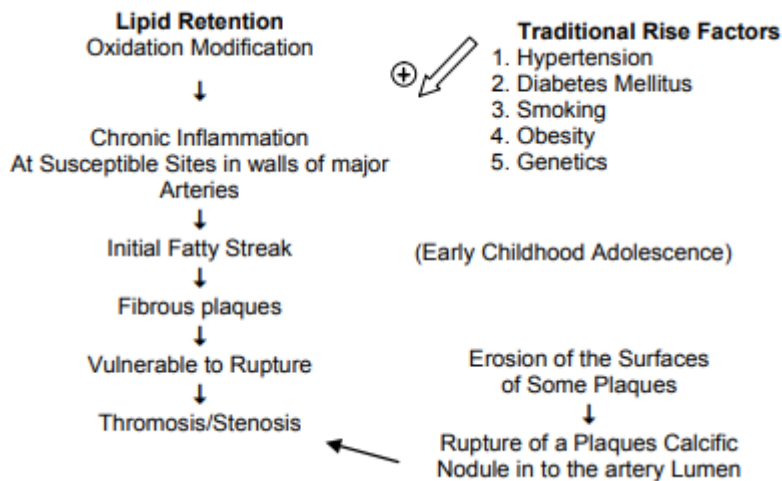 Lipid Retention
Oxidation Modification
Traditional Rise Factors
1. Hypertension
2. Diabetes Mellitus
3. Smoking
4. Obesity
5. Genetics
Chronic Inflammation
At Susceptible Sites in walls of major
Arteries
Initial Fatty Streak
(Early Childhood Adolescence)
Fibrous plaques
Vulnerable to Rupture
Thromosis/Stenosis
Erosion of the Surfaces
of Some Plaques
Rupture of a Plaques Calcific
Nodule in to the artery Lumen